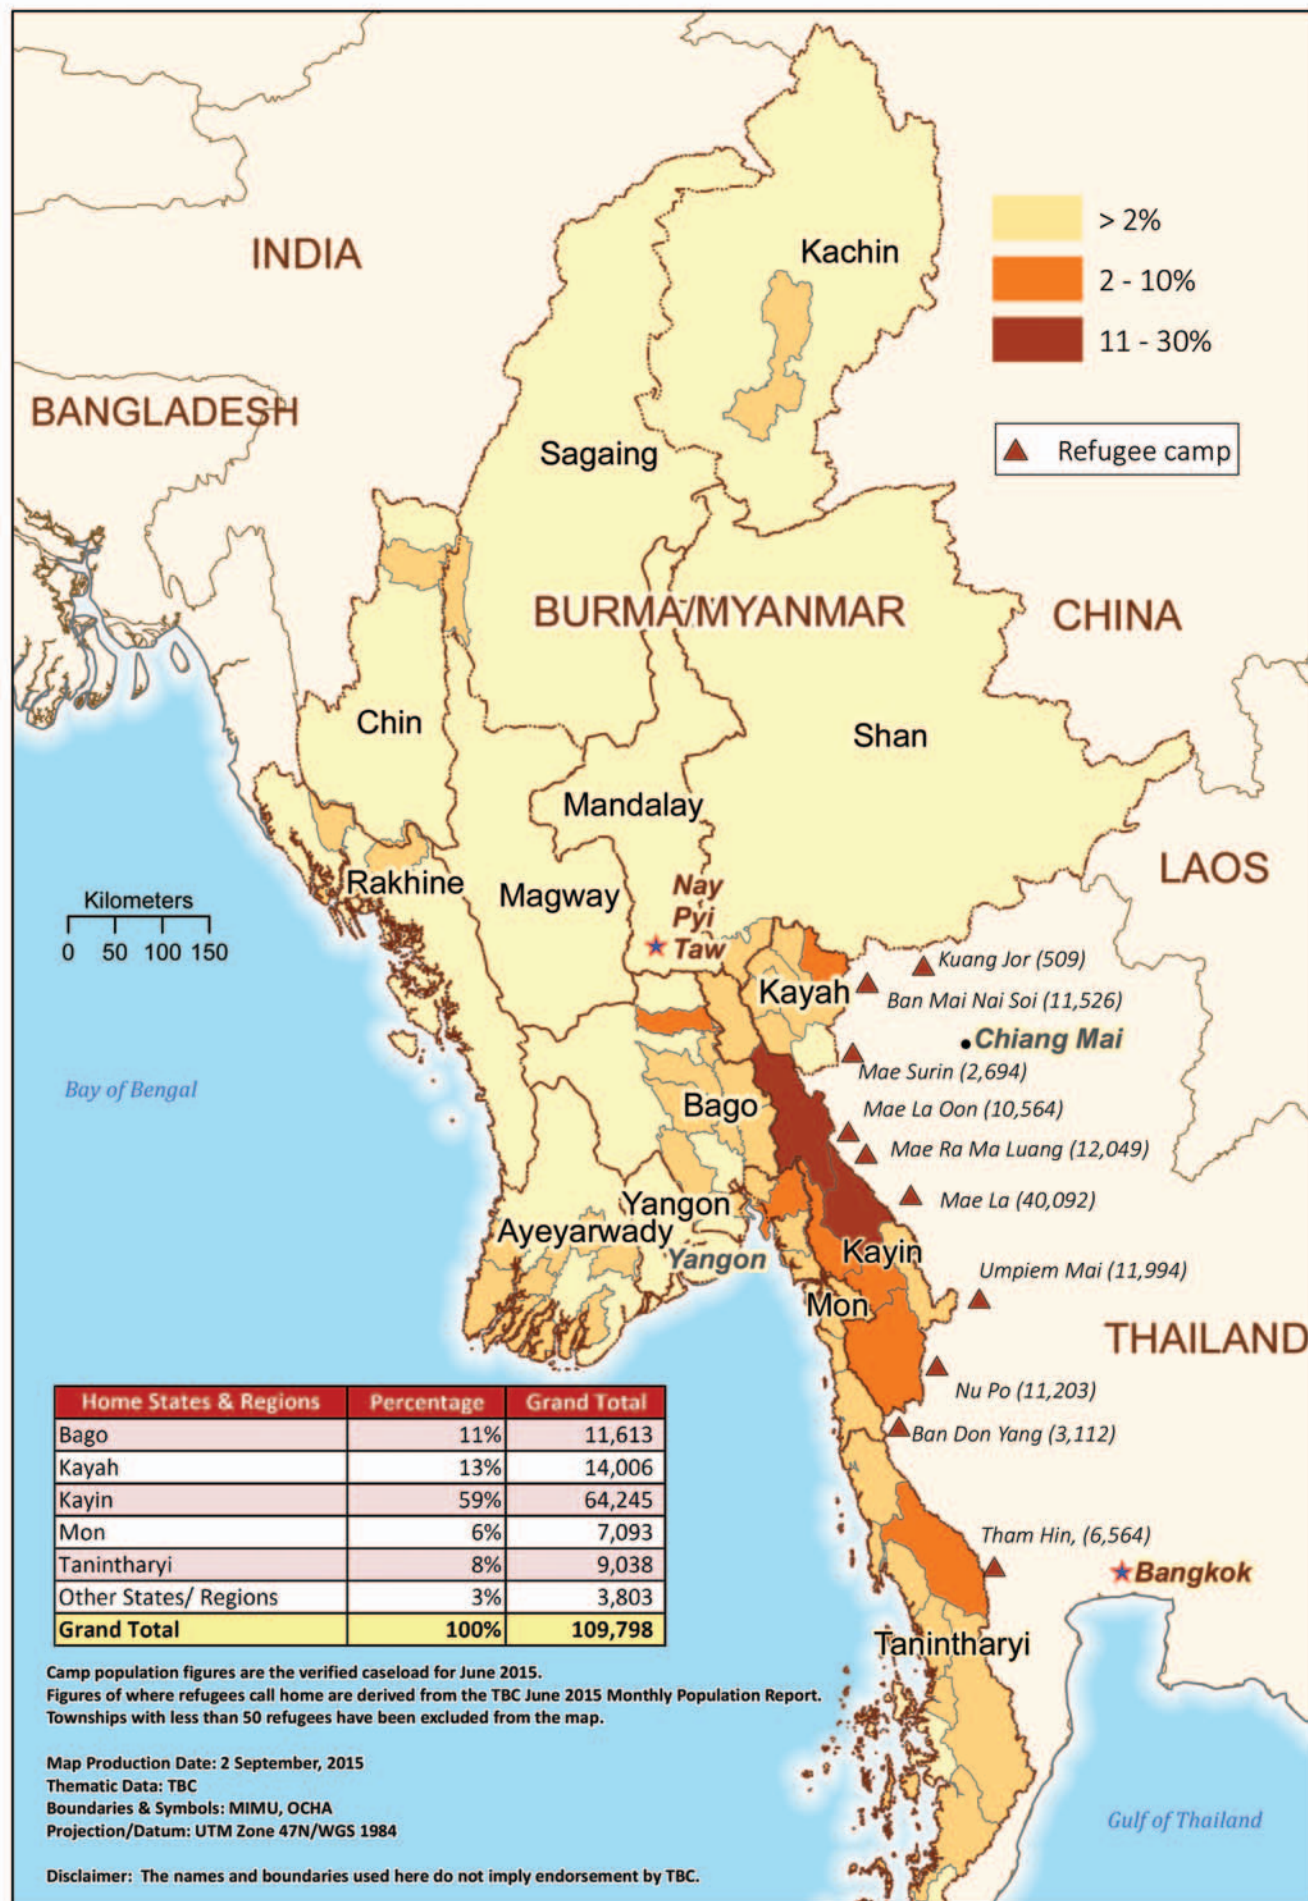 INDIA
Kachin
> 2%
2 - 10%
11 - 30%
BANGLADESH
Refugee camp
Sagaing
BURMA/MYANMAR
CHINA
Chin
Shan
Mandalay
LAOS
Rakhine
Magway
Nay
Pyi
Taw
Kilometers
0 50 100 150
Kayah
Kuang Jor (509)
Ban Mai Nai Soi (11,526)
Chiang Mai
Mae Surin (2,694)
Bay of Bengal
Bago
Mae La Oon (10,564)
Mae Ra Ma Luang (12,049)
Mae La (40,092)
Yangon
Ayeyarwady
Yangon
Kayin
Umpiem Mai (11,994)
Mon
THAILAND
Nu Po (11,203)
Ban Don Yang (3,112)
Tham Hin, (6,564)
Bangkok
Tanintharyi
Gulf of Thailand
Home States & Regions Percentage Grand Total
Bago 11% 11,613
Kayah 13% 14,006
Kayin 59% 64,245
Mon 6% 7,093
Tanintharyi 8% 9,038
Other States/ Regions 3% 3,803
Grand Total 100% 109,798
Camp population figures are the verified caseload for June 2015.
Figures of where refugees call home are derived from the TBC June 2015 Monthly Population Report.
Townships with less than 50 refugees have been excluded from the map.
Map Production Date: 2 September, 2015
Thematic Data: TBC
Boundaries & Symbols: MIMU, OCHA
Projection/Datum: UTM Zone 47N/WGS 1984
Disclaimer: The names and boundaries used here do not imply endorsement by TBC.